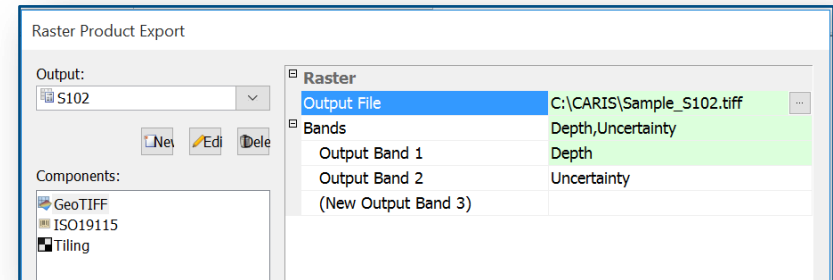 Raster Product Export
Output:
S102
Nev Edi Dele
Components:
GeoTIFF
ISO19115
Tiling
Raster
Output File C:\CARIS\Sample_S102.tiff ...
Bands Depth,Uncertainty
Output Band 1 Depth
Output Band 2 Uncertainty
(New Output Band 3)